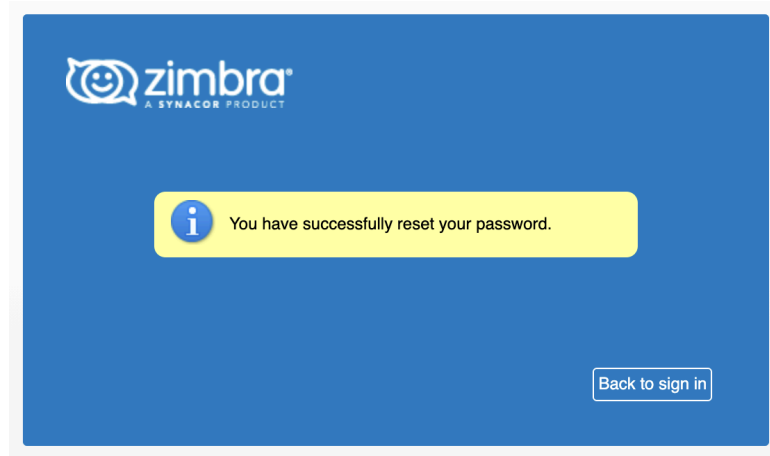 zimbra®
A SYNACOR PRODUCT
You have successfully reset your password.
Back to sign in